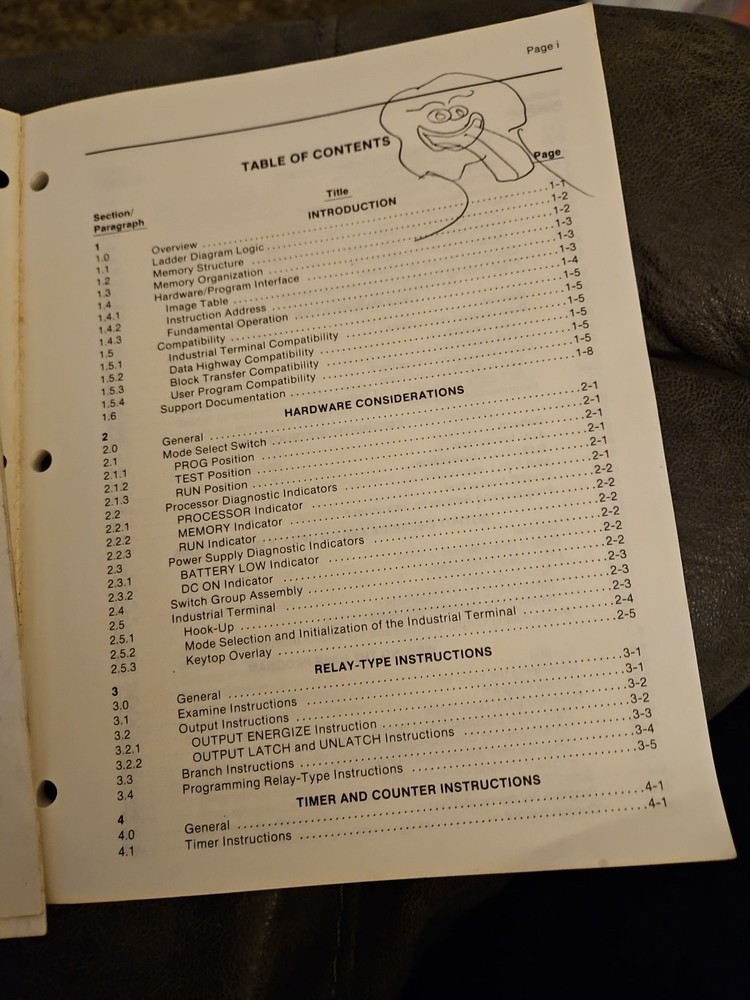 Page i
TABLE OF CONTENTS
Section/ Paragraph Title Page
1 INTRODUCTION
1.0 Overview 1-1
1.1 Ladder Diagram Logic 1-2
1.2 Memory Structure 1-2
1.3 Memory Organization 1-3
1.4 Hardware/Program Interface 1-3
1.4.1 Image Table 1-3
1.4.2 Instruction Address 1-4
1.4.3 Fundamental Operation 1-5
1.5 Compatibility 1-5
1.5.1 Industrial Terminal Compatibility 1-5
1.5.2 Data Highway Compatibility 1-5
1.5.3 Block Transfer Compatibility 1-5
1.5.4 User Program Compatibility 1-5
1.6 Support Documentation 1-8
2 HARDWARE CONSIDERATIONS
2.0 General 2-1
2.1 Mode Select Switch 2-1
2.1.1 PROG Position 2-1
2.1.2 TEST Position 2-1
2.1.3 RUN Position 2-1
2.2 Processor Diagnostic Indicators 2-1
2.2.1 PROCESSOR Indicator 2-2
2.2.2 MEMORY Indicator 2-2
2.2.3 RUN Indicator 2-2
2.3 Power Supply Diagnostic Indicators 2-2
2.3.1 BATTERY LOW Indicator 2-2
2.3.2 DC ON Indicator 2-2
2.4 Switch Group Assembly 2-3
2.5 Industrial Terminal 2-3
2.5.1 Hook-Up 2-3
2.5.2 Mode Selection and Initialization of the Industrial Terminal 2-4
2.5.3 Keytop Overlay 2-5
3 RELAY-TYPE INSTRUCTIONS
3.0 General 3-1
3.1 Examine Instructions 3-1
3.2 Output Instructions 3-2
3.2.1 OUTPUT ENERGIZE Instruction 3-2
3.2.2 OUTPUT LATCH and UNLATCH Instructions 3-3
3.3 Branch Instructions 3-4
3.4 Programming Relay-Type Instructions 3-5
4 TIMER AND COUNTER INSTRUCTIONS
4.0 General 4-1
4.1 Timer Instructions 4-1